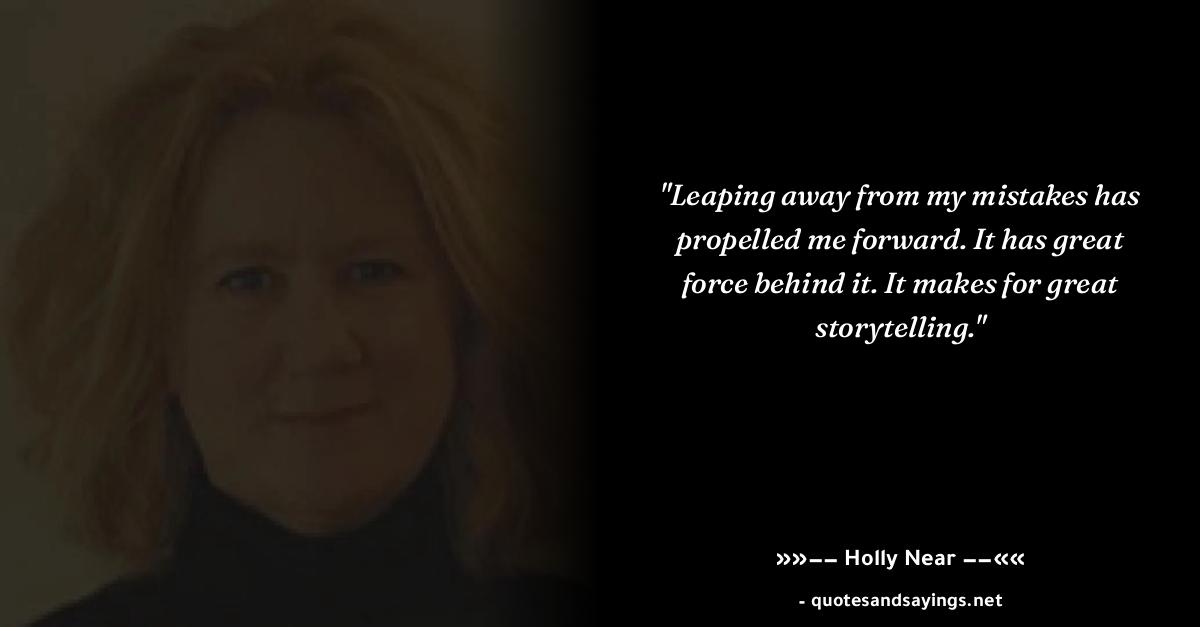 "Leaping away from my mistakes has
propelled me forward. It has great
force behind it. It makes for great
storytelling."
»»−− Holly Near −−««
- quotesandsayings.net